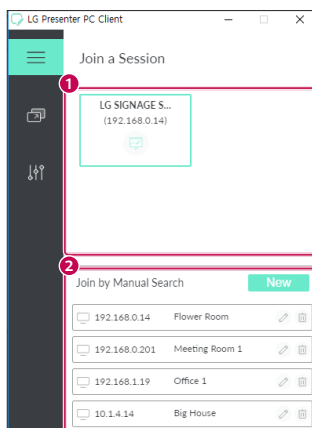 LG Presenter PC Client
Join a Session
1
LG SIGNAGE S...
(192.168.0.14)
2
Join by Manual Search
New
192.168.0.14 Flower Room
192.168.0.201 Meeting Room 1
192.168.1.19 Office 1
10.1.4.14 Big House